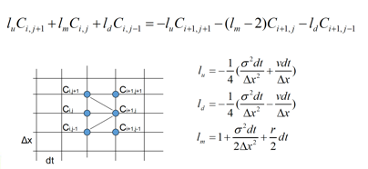 l_u C_{i,j+1} + l_m C_{i,j} + l_d C_{i,j-1} = -l_u C_{i+1,j+1} - (l_m - 2)C_{i+1,j} - l_d C_{i+1,j-1}
l_u = -\frac{1}{4}(\frac{σ^2 dt}{Δx^2} + \frac{vdt}{Δx})
l_d = -\frac{1}{4}(\frac{σ^2 dt}{Δx^2} - \frac{vdt}{Δx})
l_m = 1 + \frac{σ^2 dt}{2Δx^2} + \frac{r}{2}dt
C_{i,j+1} C_{i+1,j+1}
C_{i,j} C_{i+1,j}
C_{i,j-1} C_{i+1,j-1}
Δx
dt